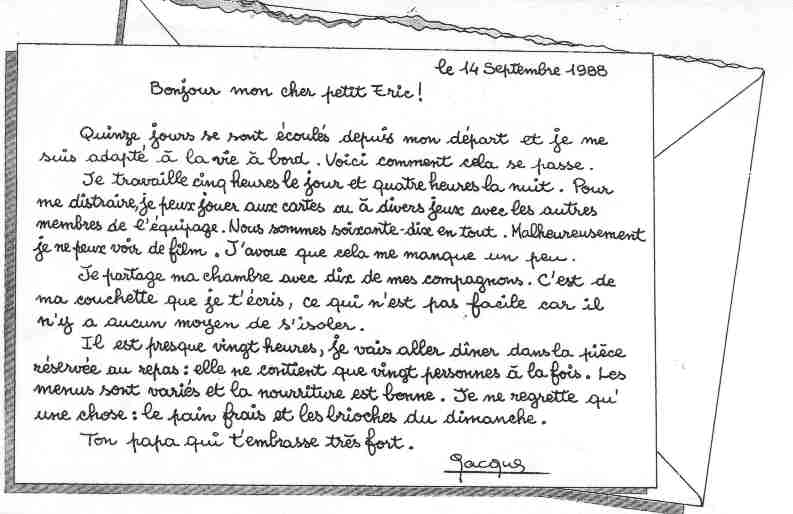 le 14 Septembre 1988
Bonjour mon cher petit Eric !
Quinze jours se sont écoulés depuis mon départ et je me
suis adapté à la vie à bord. Voici comment cela se passe.
Je travaille cinq heures le jour et quatre heures la nuit. Pour
me distraire, je peux jouer aux cartes ou à divers jeux avec les autres
membres de l'équipage. Nous sommes soixante-dix en tout. Malheureusement
je ne peux voir de film. J'avoue que cela me manque un peu.
Je partage ma chambre avec dix de mes compagnons. C'est de
ma couchette que je t'écris, ce qui n'est pas facile car il
n'y a aucun moyen de s'isoler.
Il est presque vingt heures, je vais aller dîner dans la pièce
réservée au repas : elle ne contient que vingt personnes à la fois. Les
menus sont variés et la nourriture est bonne. Je ne regrette qu'
une chose : le pain frais et les brioches du dimanche.
Ton papa qui t'embrasse très fort.
Jacques